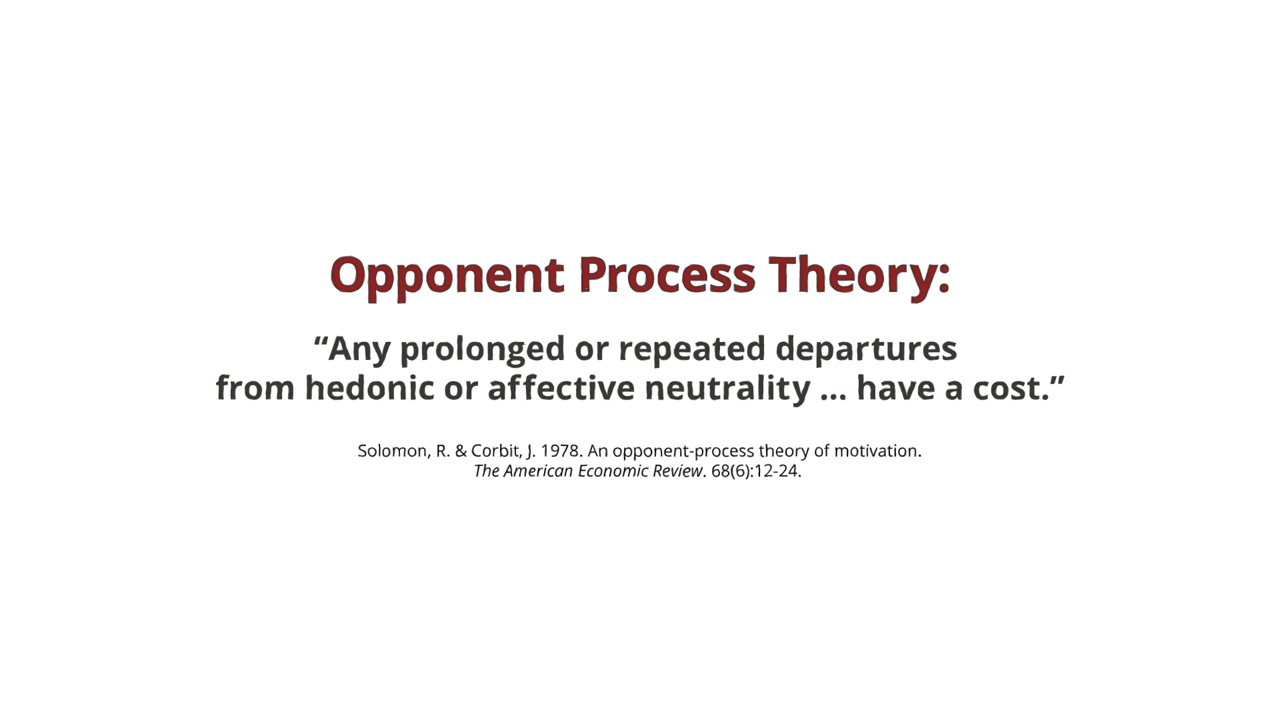 Opponent Process Theory:
“Any prolonged or repeated departures
from hedonic or affective neutrality ... have a cost.”
Solomon, R. & Corbit, J. 1978. An opponent-process theory of motivation.
The American Economic Review. 68(6):12-24.